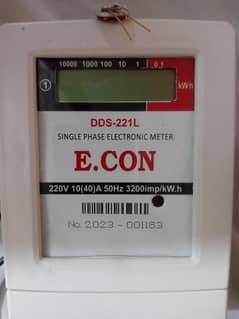 10000 1000 100 10 1 0,1
1
kWh
DDS-221L
SINGLE PHASE ELECTRONIC METER
E.CON
220V 10(40)A 50Hz 3200imp/kW.h
No. 2023 - 001183